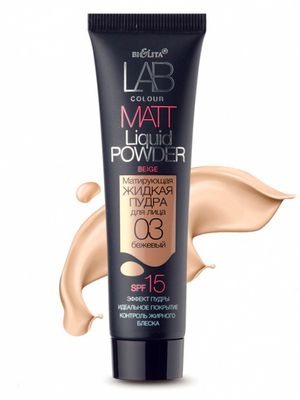 BIELITA
LAB
COLOUR
MATT
Liquid
POWDER
BEIGE
Матирующая
ЖИДКАЯ
ПУДРА
для лица
03
бежевый
SPF 15
ЭФФЕКТ ПУДРЫ
ИДЕАЛЬНОЕ ПОКРЫТИЕ
КОНТРОЛЬ ЖИРНОГО
БЛЕСКА